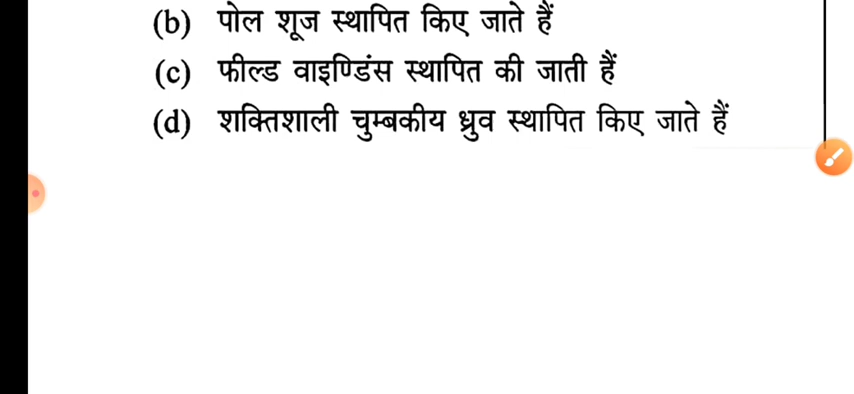 (b) पोल शूज स्थापित किए जाते हैं
(c) फील्ड वाइण्डिंस स्थापित की जाती हैं
(d) शक्तिशाली चुम्बकीय ध्रुव स्थापित किए जाते हैं